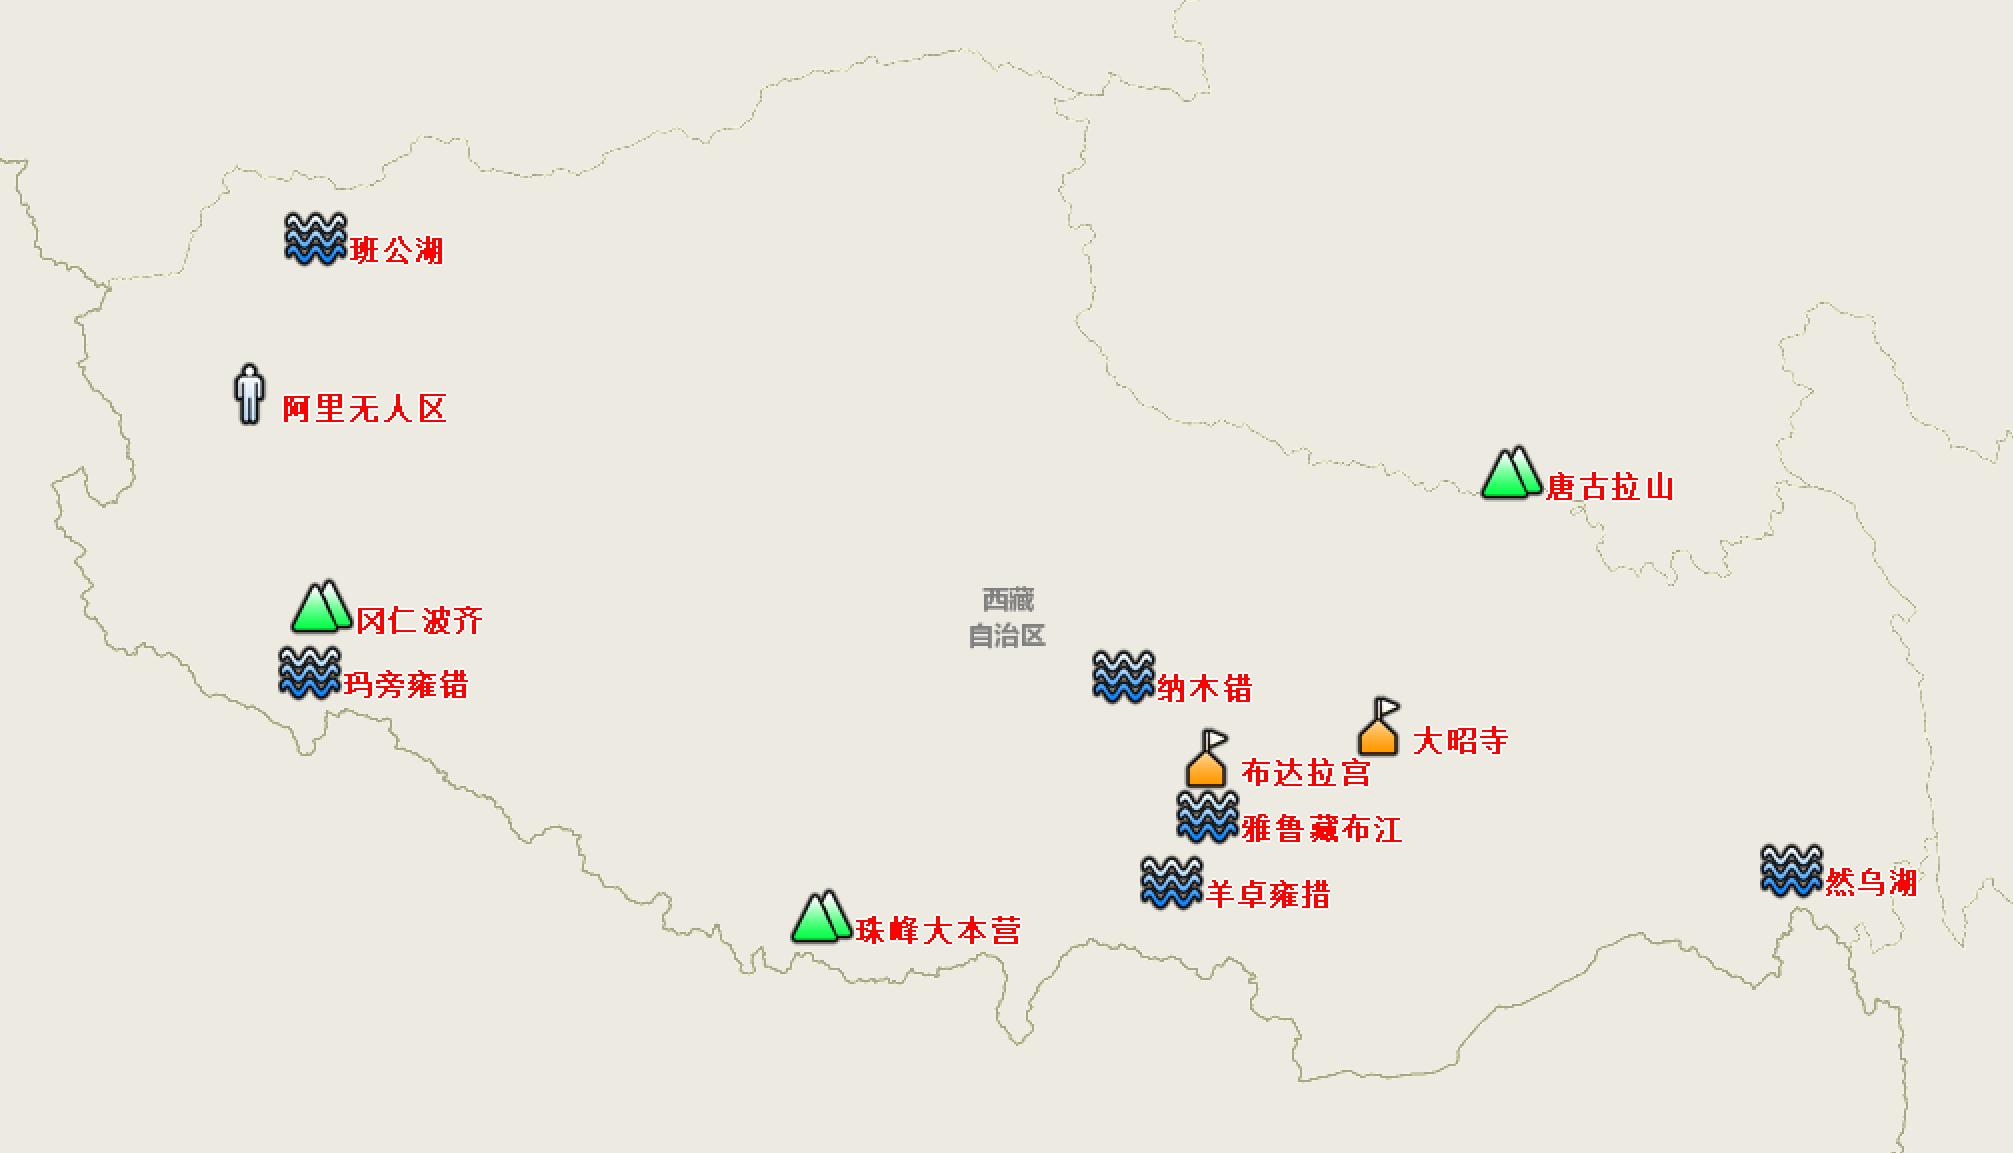 班公湖
阿里无人区
唐古拉山
冈仁波齐
西藏
自治区
玛旁雍错
纳木错
大昭寺
布达拉宫
雅鲁藏布江
然乌湖
羊卓雍措
珠峰大本营